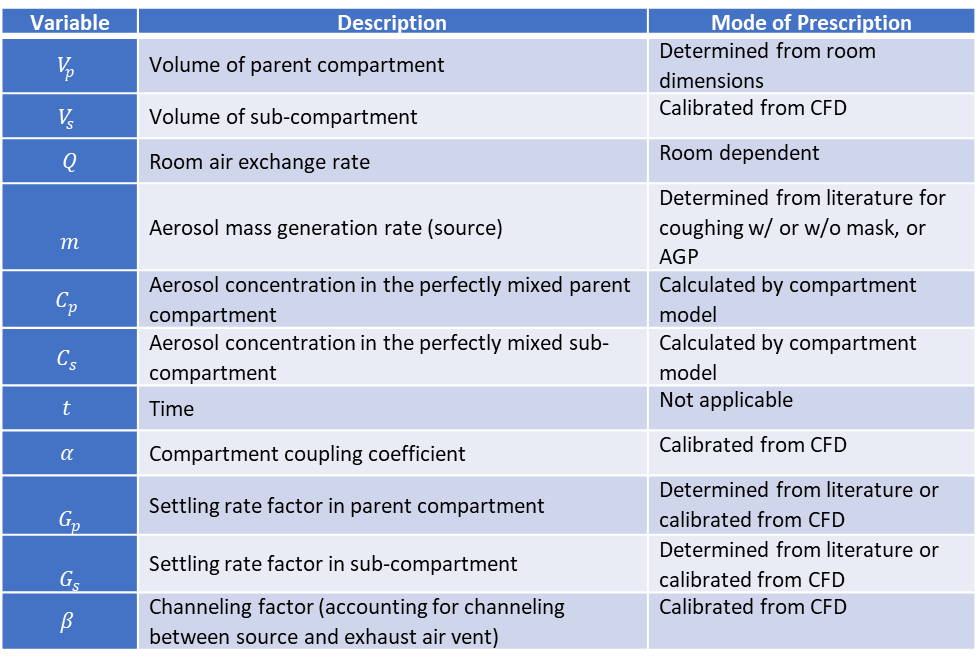 Variable Description Mode of Prescription
V_p Volume of parent compartment Determined from room
dimensions
V_s Volume of sub-compartment Calibrated from CFD
Q Room air exchange rate Room dependent
m Aerosol mass generation rate (source) Determined from literature for
coughing w/ or w/o mask, or
AGP
C_p Aerosol concentration in the perfectly mixed parent Calculated by compartment
compartment model
C_s Aerosol concentration in the perfectly mixed sub- Calculated by compartment
compartment model
t Time Not applicable
α Compartment coupling coefficient Calibrated from CFD
G_p Settling rate factor in parent compartment Determined from literature or
calibrated from CFD
G_s Settling rate factor in sub-compartment Determined from literature or
calibrated from CFD
β Channeling factor (accounting for channeling Calibrated from CFD
between source and exhaust air vent)